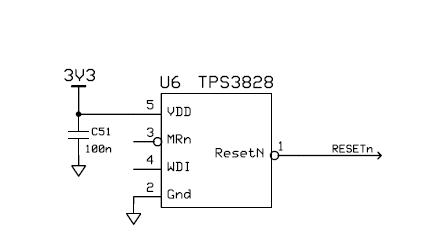 3V3
U6 TPS3828
5 VDD
C51
100n
3 MRn
ResetN 1 RESETn
4 WDI
2 Gnd